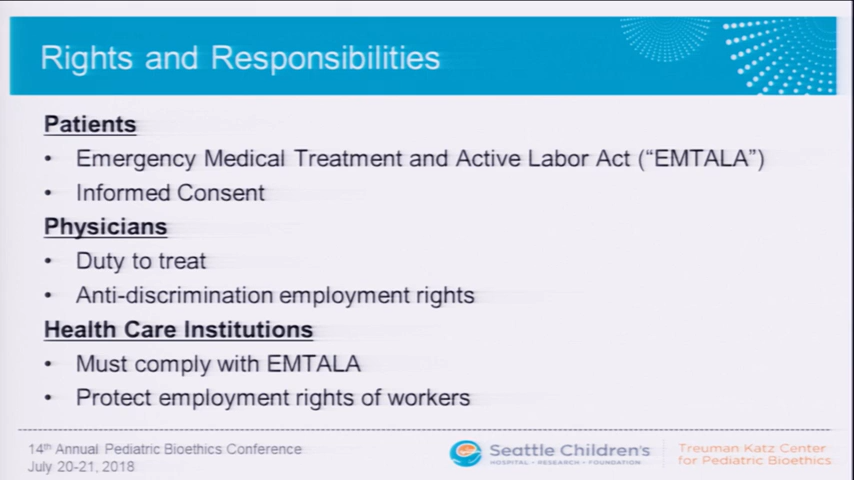 Rights and Responsibilities
Patients
• Emergency Medical Treatment and Active Labor Act (“EMTALA”)
• Informed Consent
Physicians
• Duty to treat
• Anti-discrimination employment rights
Health Care Institutions
• Must comply with EMTALA
• Protect employment rights of workers
14th Annual Pediatric Bioethics Conference
July 20-21, 2018
Seattle Children's
HOSPITAL • RESEARCH • FOUNDATION
Treuman Katz Center
for Pediatric Bioethics